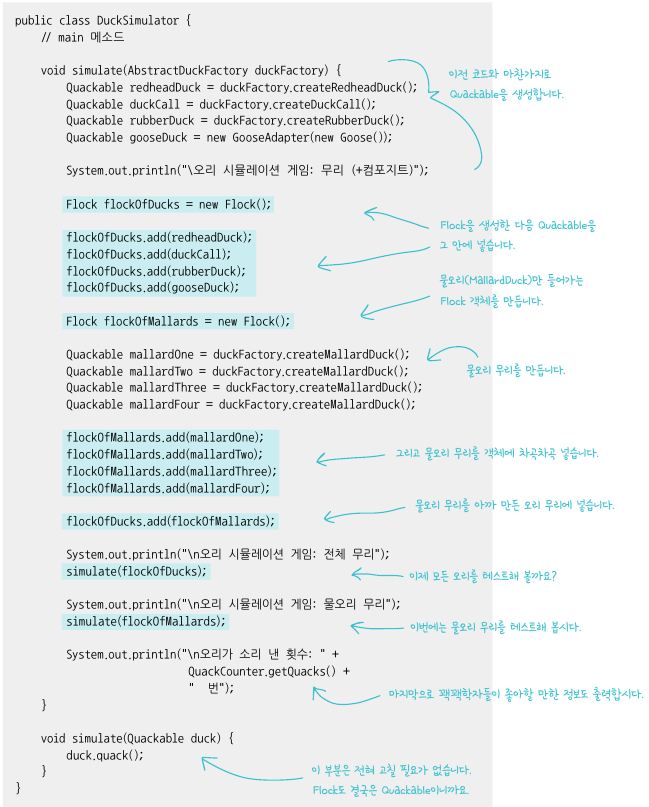 public class DuckSimulator {
// main 메소드
void simulate(AbstractDuckFactory duckFactory) {
Quackable redheadDuck = duckFactory.createRedheadDuck();
Quackable duckCall = duckFactory.createDuckCall();
Quackable rubberDuck = duckFactory.createRubberDuck();
Quackable gooseDuck = new GooseAdapter(new Goose());
이전 코드와 마찬가지로
Quackable을 생성합니다.
System.out.println("\오리 시뮬레이션 게임: 무리 (+컴포지트)");
Flock flockOfDucks = new Flock();
flockOfDucks.add(redheadDuck);
flockOfDucks.add(duckCall);
flockOfDucks.add(rubberDuck);
flockOfDucks.add(gooseDuck);
Flock을 생성한 다음 Quackable을
그 안에 넣습니다.
Flock flockOfMallards = new Flock();
물오리(MallardDuck)만 들어가는
Flock 객체를 만듭니다.
Quackable mallardOne = duckFactory.createMallardDuck();
Quackable mallardTwo = duckFactory.createMallardDuck();
Quackable mallardThree = duckFactory.createMallardDuck();
Quackable mallardFour = duckFactory.createMallardDuck();
물오리 무리를 만듭니다.
flockOfMallards.add(mallardOne);
flockOfMallards.add(mallardTwo);
flockOfMallards.add(mallardThree);
flockOfMallards.add(mallardFour);
그리고 물오리 무리를 객체에 차곡차곡 넣습니다.
flockOfDucks.add(flockOfMallards);
물오리 무리를 아까 만든 오리 무리에 넣습니다.
System.out.println("\n오리 시뮬레이션 게임: 전체 무리");
simulate(flockOfDucks);
이제 모든 오리를 테스트해 볼까요?
System.out.println("\n오리 시뮬레이션 게임: 물오리 무리");
simulate(flockOfMallards);
이번에는 물오리 무리를 테스트해 봅시다.
System.out.println("\n오리가 소리 낸 횟수: " +
QuackCounter.getQuacks() +
" 번");
마지막으로 꽥꽥학자들이 좋아할 만한 정보도 출력합시다.
}
void simulate(Quackable duck) {
duck.quack();
}
이 부분은 전혀 고칠 필요가 없습니다.
Flock도 결국은 Quackable이니까요.
}